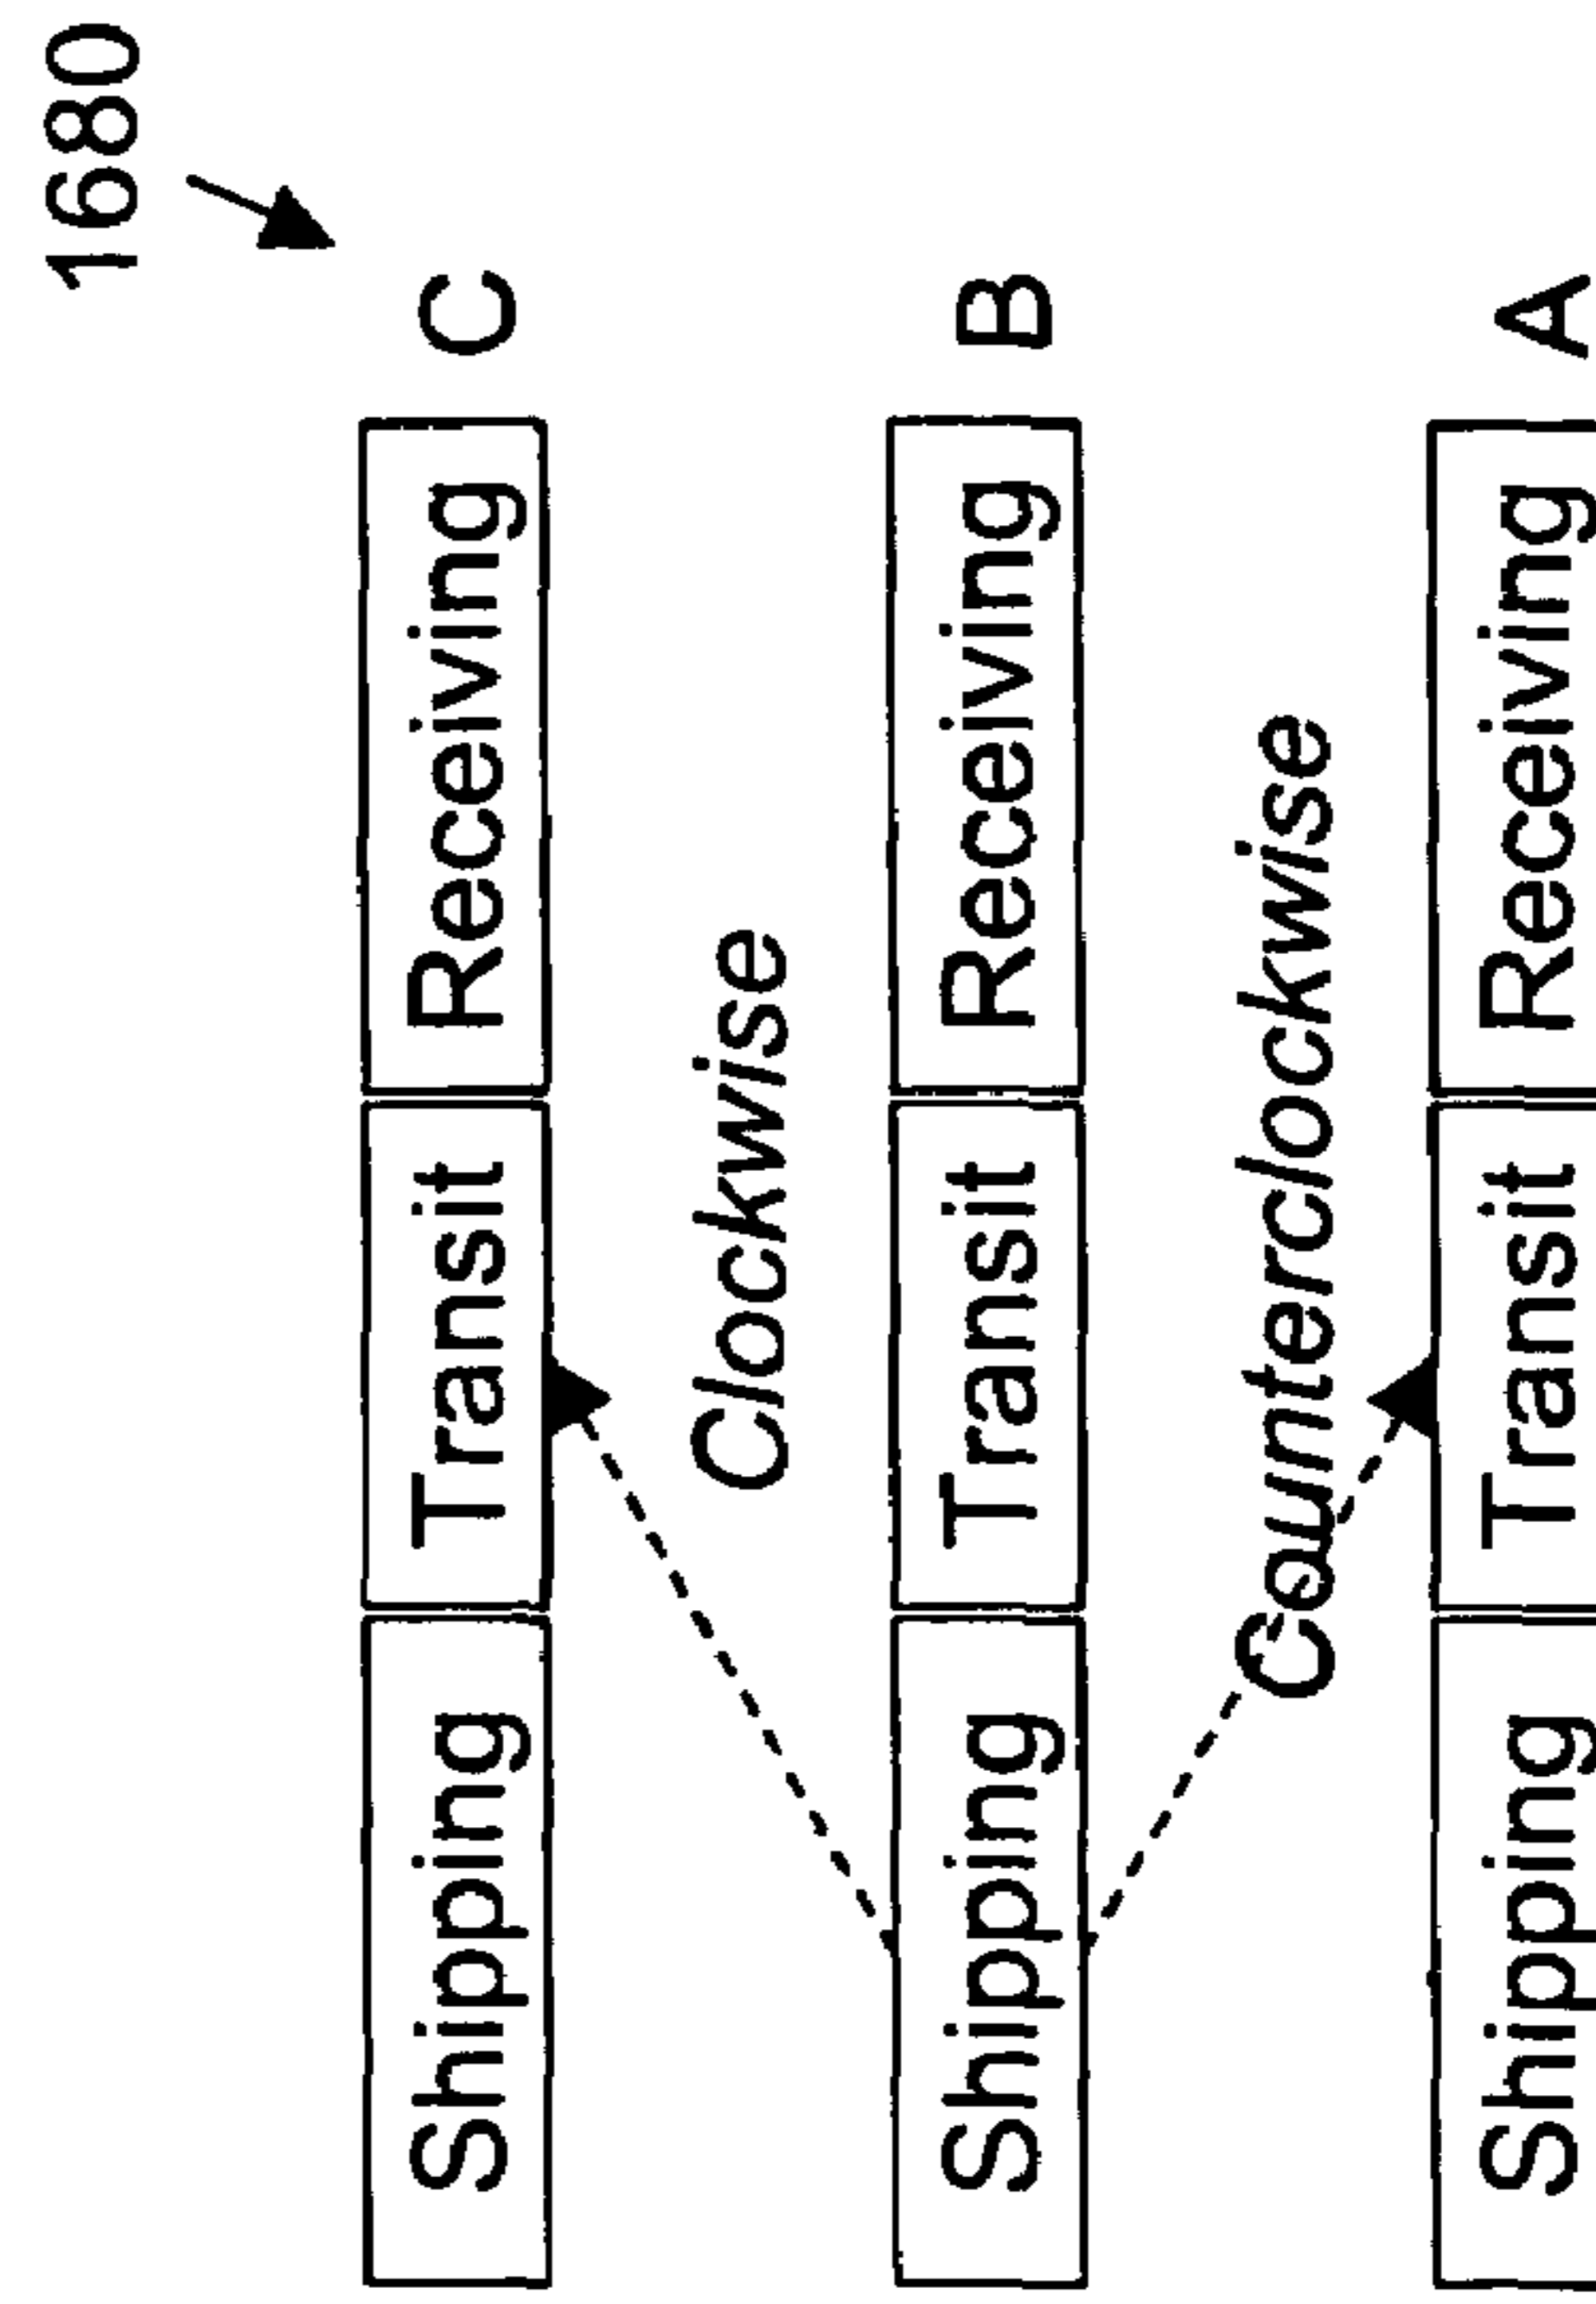 1680
Shipping Transit Receiving C
Clockwise
Shipping Transit Receiving B
Counterclockwise
Shipping Transit Receiving A